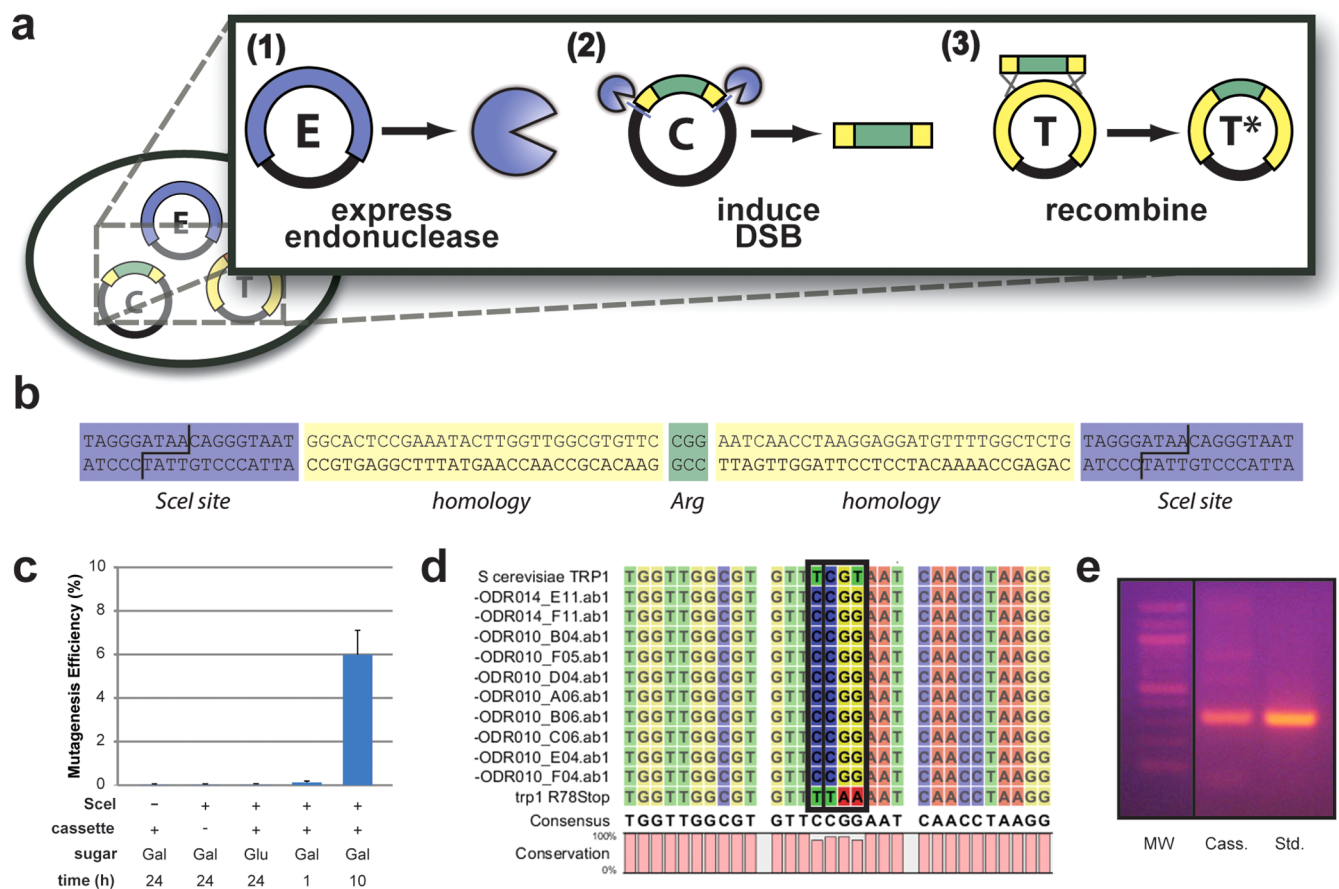 a
(1)
(2)
(3)
E
C
T
T*
express
endonuclease
induce
DSB
recombine
E
C
T
b
TAGGGATAACAGGGTAAT GGCACTCCGAAATACTTGGTTGGCGTGTTC CGG AATCAACCTAAGGAGGATGTTTTGGCTCTG TAGGGATAACAGGGTAAT
ATCCCTATTGTCCCATTA CCGTGAGGCTTTATGAACCAACCGCACAAG GCC TTAGTTGGATTCCTCCTACAAAACCGAGAC ATCCCTATTGTCCCATTA
SceI site homology Arg homology SceI site
c
Mutagenesis Efficiency (%)
10
8
6
4
2
0
SceI – + + + +
cassette + - + + +
sugar Gal Gal Glu Gal Gal
time (h) 24 24 24 1 10
d
S cerevisiae TRP1 TGGTTGGCGT GTTTCGTAAT CAACCTAAGG
-ODR014_E11.ab1 TGGTTGGCGT GTTCCGGAAT CAACCTAAGG
-ODR014_F11.ab1 TGGTTGGCGT GTTCCGGAAT CAACCTAAGG
-ODR010_B04.ab1 TGGTTGGCGT GTTCCGGAAT CAACCTAAGG
-ODR010_F05.ab1 TGGTTGGCGT GTTCCGGAAT CAACCTAAGG
-ODR010_D04.ab1 TGGTTGGCGT GTTCCGGAAT CAACCTAAGG
-ODR010_A06.ab1 TGGTTGGCGT GTTCCGGAAT CAACCTAAGG
-ODR010_B06.ab1 TGGTTGGCGT GTTCCGGAAT CAACCTAAGG
-ODR010_C06.ab1 TGGTTGGCGT GTTCCGGAAT CAACCTAAGG
-ODR010_E04.ab1 TGGTTGGCGT GTTCCGGAAT CAACCTAAGG
-ODR010_F04.ab1 TGGTTGGCGT GTTCCGGAAT CAACCTAAGG
trp1 R78Stop TGGTTGGCGT GTTTTAAAAT CAACCTAAGG
Consensus TGGTTGGCGT GTTCCGGAAT CAACCTAAGG
100%
Conservation
0%
e
MW Cass. Std.